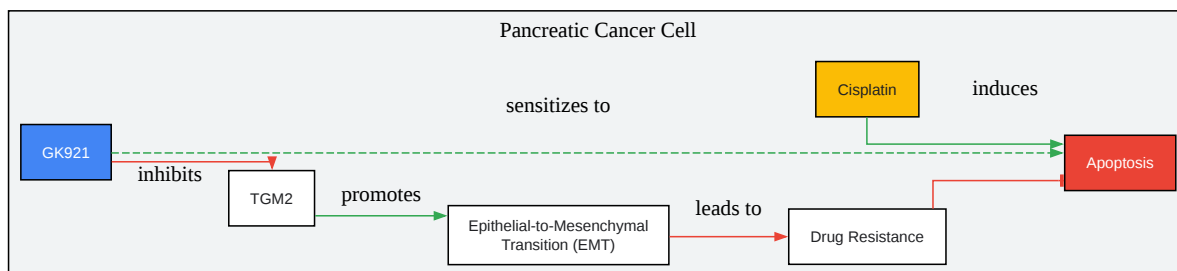 Pancreatic Cancer Cell
Cisplatin
induces
sensitizes to
GK921
inhibits
Apoptosis
TGM2
promotes
Epithelial-to-Mesenchymal
Transition (EMT)
leads to
Drug Resistance